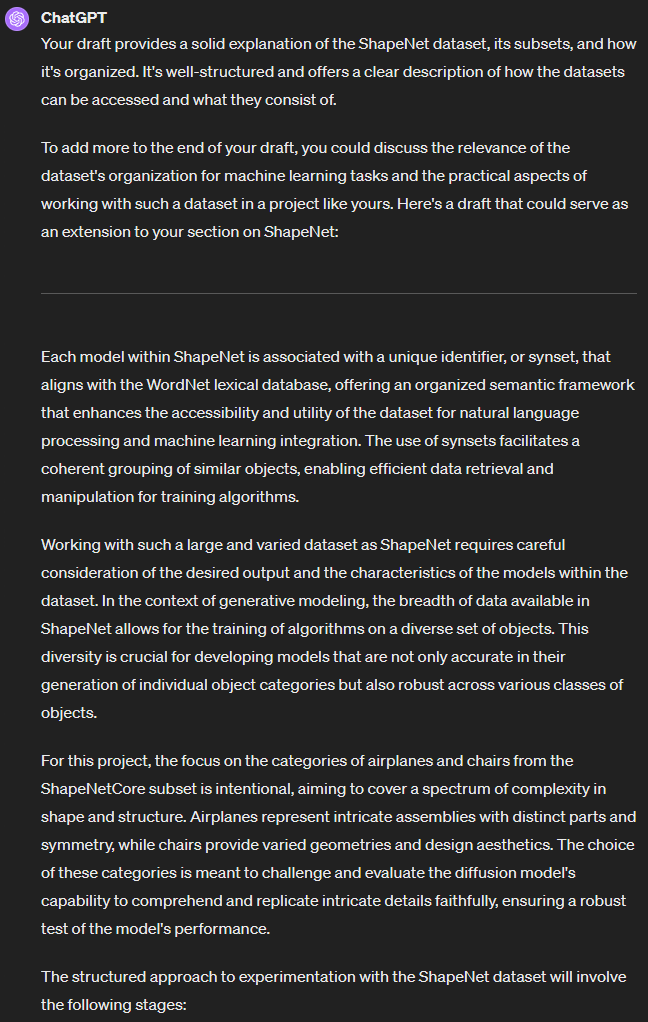 ChatGPT
Your draft provides a solid explanation of the ShapeNet dataset, its subsets, and how
it's organized. It's well-structured and offers a clear description of how the datasets
can be accessed and what they consist of.
To add more to the end of your draft, you could discuss the relevance of the
dataset's organization for machine learning tasks and the practical aspects of
working with such a dataset in a project like yours. Here's a draft that could serve as
an extension to your section on ShapeNet:
Each model within ShapeNet is associated with a unique identifier, or synset, that
aligns with the WordNet lexical database, offering an organized semantic framework
that enhances the accessibility and utility of the dataset for natural language
processing and machine learning integration. The use of synsets facilitates a
coherent grouping of similar objects, enabling efficient data retrieval and
manipulation for training algorithms.
Working with such a large and varied dataset as ShapeNet requires careful
consideration of the desired output and the characteristics of the models within the
dataset. In the context of generative modeling, the breadth of data available in
ShapeNet allows for the training of algorithms on a diverse set of objects. This
diversity is crucial for developing models that are not only accurate in their
generation of individual object categories but also robust across various classes of
objects.
For this project, the focus on the categories of airplanes and chairs from the
ShapeNetCore subset is intentional, aiming to cover a spectrum of complexity in
shape and structure. Airplanes represent intricate assemblies with distinct parts and
symmetry, while chairs provide varied geometries and design aesthetics. The choice
of these categories is meant to challenge and evaluate the diffusion model's
capability to comprehend and replicate intricate details faithfully, ensuring a robust
test of the model's performance.
The structured approach to experimentation with the ShapeNet dataset will involve
the following stages: